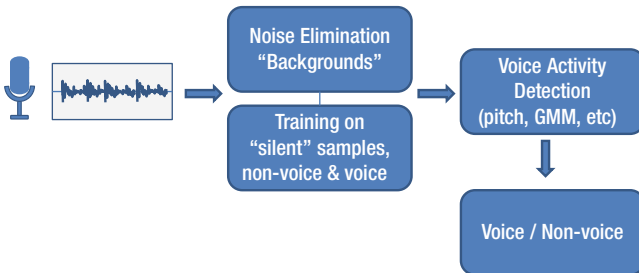 Noise Elimination
“Backgrounds”
Training on
“silent” samples,
non-voice & voice
Voice Activity
Detection
(pitch, GMM, etc)
Voice / Non-voice